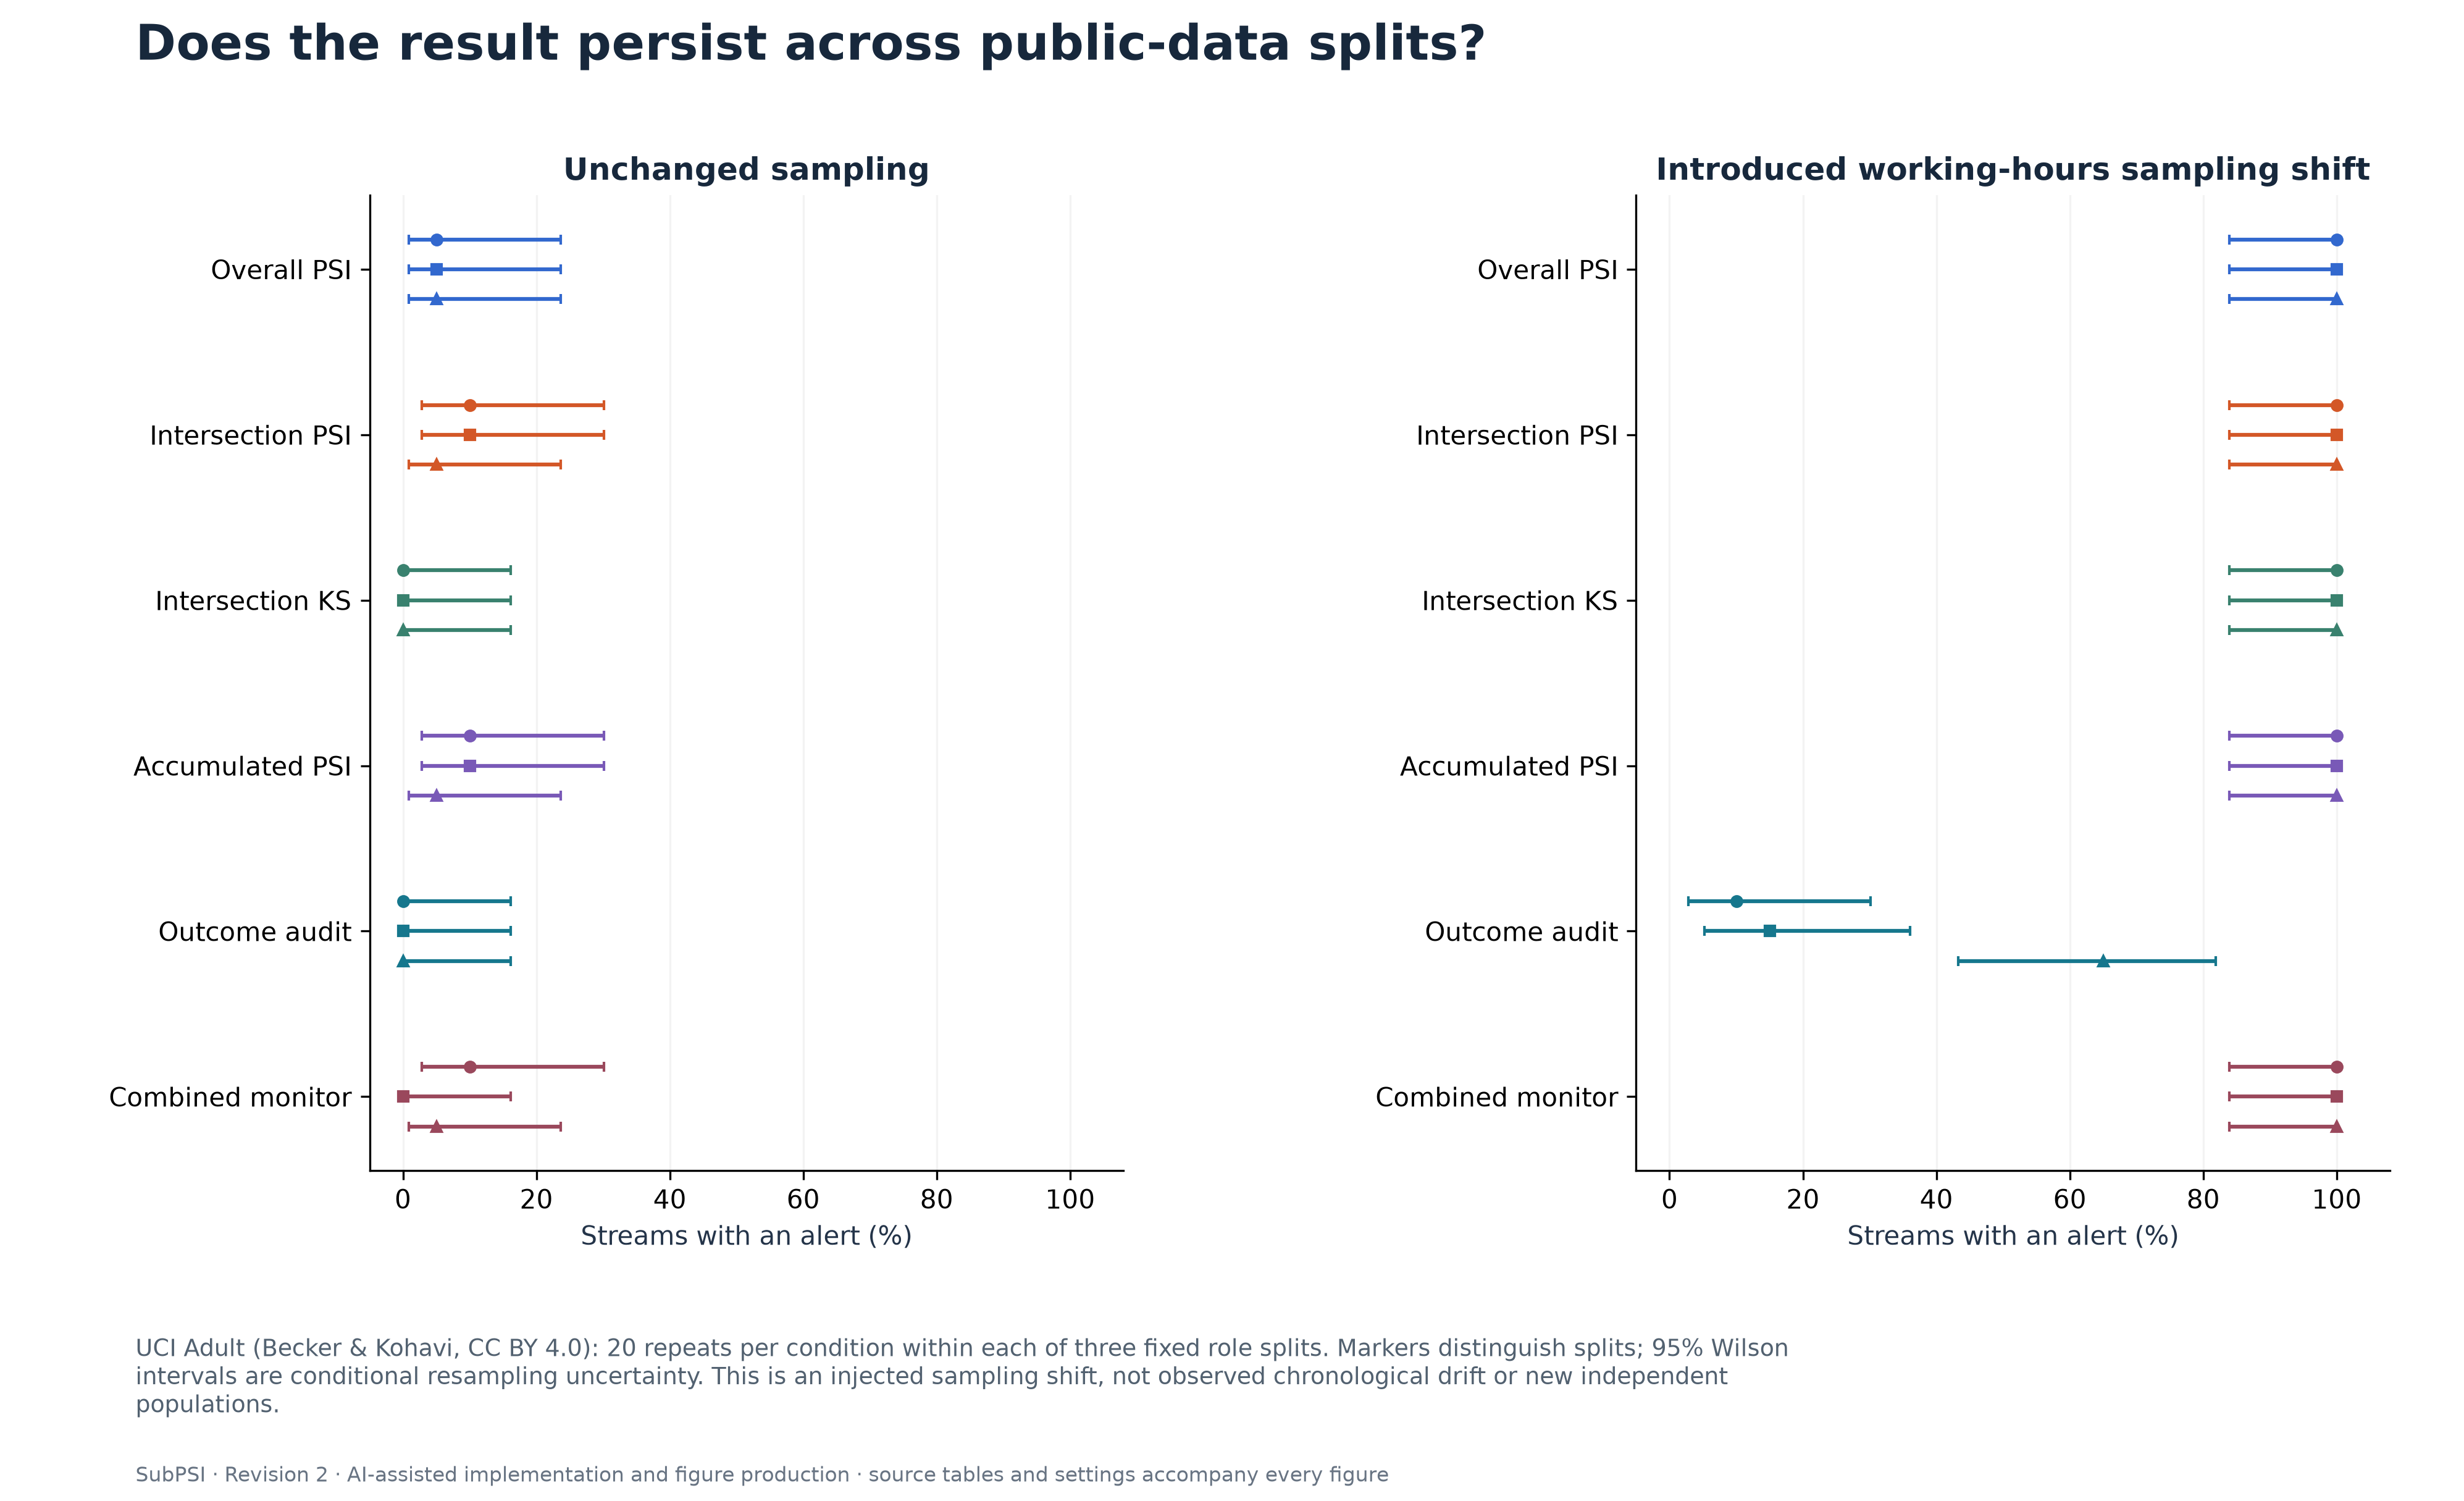 Does the result persist across public-data splits?
Unchanged sampling
Overall PSI
Intersection PSI
Intersection KS
Accumulated PSI
Outcome audit
Combined monitor
0 20 40 60 80 100
Streams with an alert (%)
Introduced working-hours sampling shift
Overall PSI
Intersection PSI
Intersection KS
Accumulated PSI
Outcome audit
Combined monitor
0 20 40 60 80 100
Streams with an alert (%)
UCI Adult (Becker & Kohavi, CC BY 4.0): 20 repeats per condition within each of three fixed role splits. Markers distinguish splits; 95% Wilson
intervals are conditional resampling uncertainty. This is an injected sampling shift, not observed chronological drift or new independent
populations.
SubPSI · Revision 2 · AI-assisted implementation and figure production · source tables and settings accompany every figure